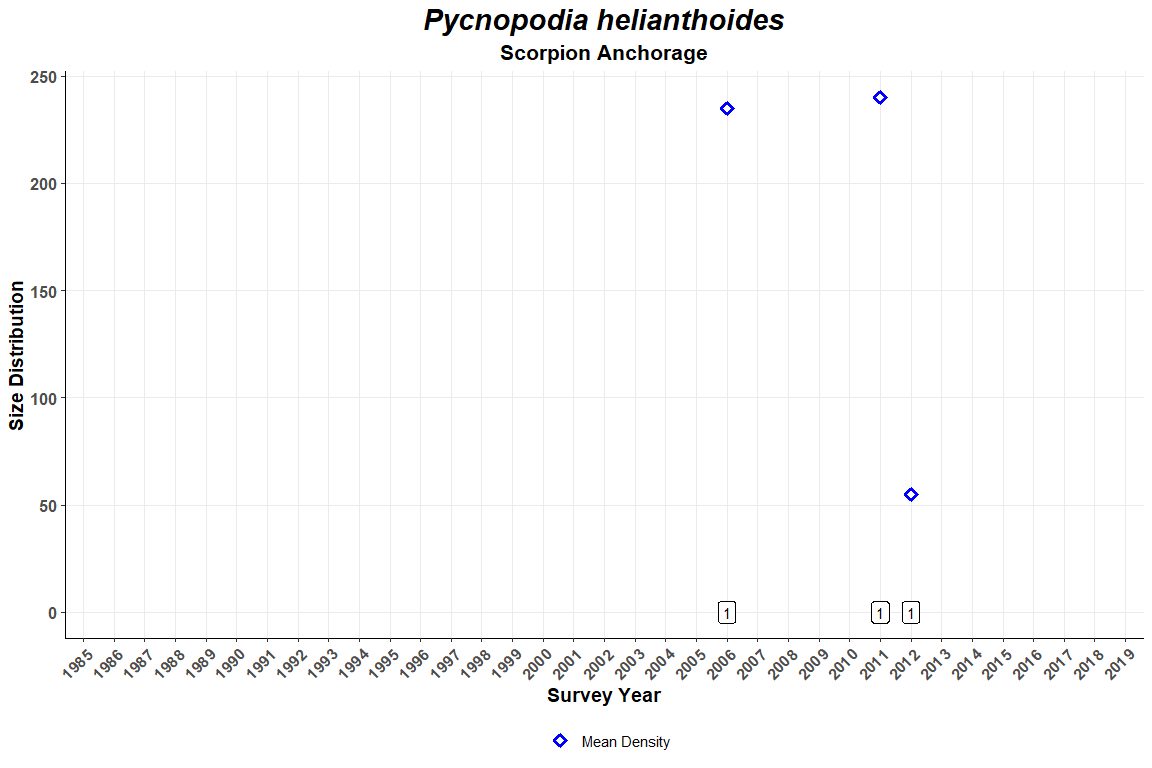 Pycnopodia helianthoides
Scorpion Anchorage
Size Distribution
250
200
150
100
50
0
1 1 1
1985 1986 1987 1988 1989 1990 1991 1992 1993 1994 1995 1996 1997 1998 1999 2000 2001 2002 2003 2004 2005 2006 2007 2008 2009 2010 2011 2012 2013 2014 2015 2016 2017 2018 2019
Survey Year
Mean Density